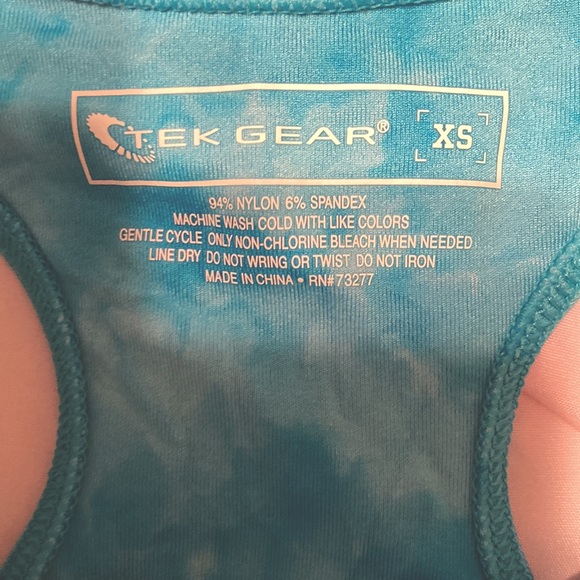 TEK GEAR® XS
94% NYLON 6% SPANDEX
MACHINE WASH COLD WITH LIKE COLORS
GENTLE CYCLE ONLY NON-CHLORINE BLEACH WHEN NEEDED
LINE DRY DO NOT WRING OR TWIST DO NOT IRON
MADE IN CHINA • RN#73277